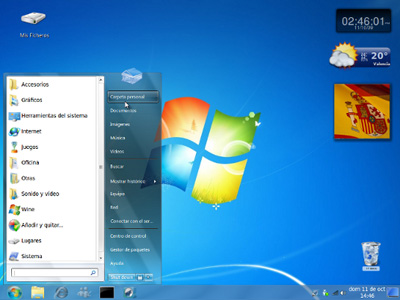 Mis Ficheros
02:46:01
11/10/09
20°
Valencia
Accesorios
Gráficos
Herramientas del sistema
Internet
Juegos
Oficina
Otras
Sonido y vídeo
Wine
Añadir y quitar...
Lugares
Sistema
Carpeta personal
Documentos
Imágenes
Música
Vídeos
Buscar
Mostrar histórico
Equipo
Red
Conectar con el ser...
Centro de control
Gestor de paquetes
Ayuda
Shut down
dom 11 de oct
14:46